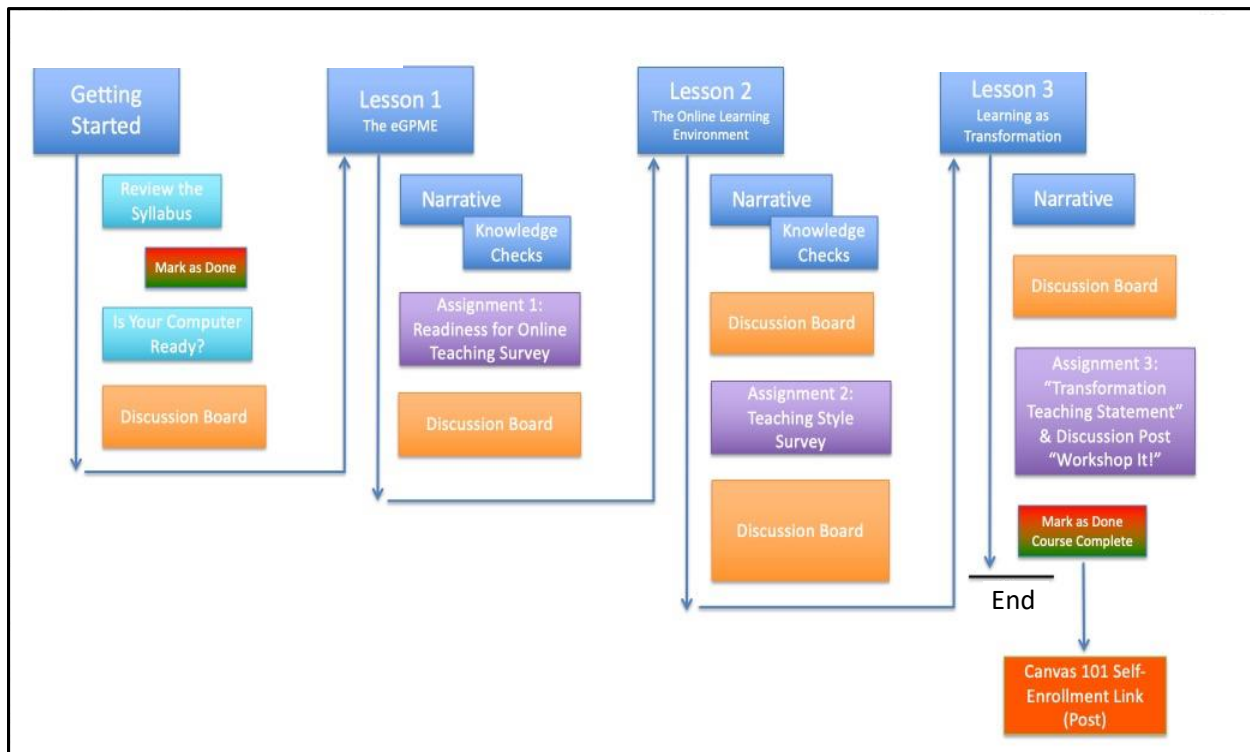 Getting
Started
Review the
Syllabus
Mark as Done
Is Your Computer
Ready?
Discussion Board
Lesson 1
The eGPME
Narrative
Knowledge
Checks
Assignment 1:
Readiness for Online
Teaching Survey
Discussion Board
Lesson 2
The Online Learning
Environment
Narrative
Knowledge
Checks
Discussion Board
Assignment 2:
Teaching Style
Survey
Discussion Board
Lesson 3
Learning as
Transformation
Narrative
Discussion Board
Assignment 3:
“Transformation
Teaching Statement”
& Discussion Post
“Workshop It!”
Mark as Done
Course Complete
End
Canvas 101 Self-
Enrollment Link
(Post)